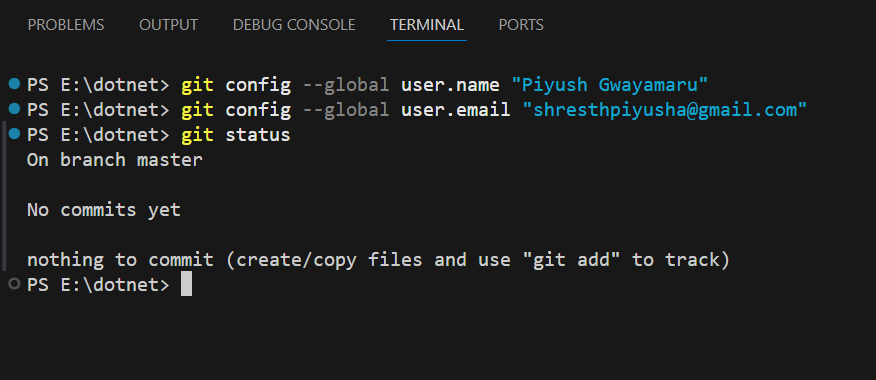 PROBLEMS OUTPUT DEBUG CONSOLE TERMINAL PORTS
PS E:\dotnet> git config --global user.name "Piyush Gwayamaru"
PS E:\dotnet> git config --global user.email "shresthpiyusha@gmail.com"
PS E:\dotnet> git status
On branch master
No commits yet
nothing to commit (create/copy files and use "git add" to track)
PS E:\dotnet>